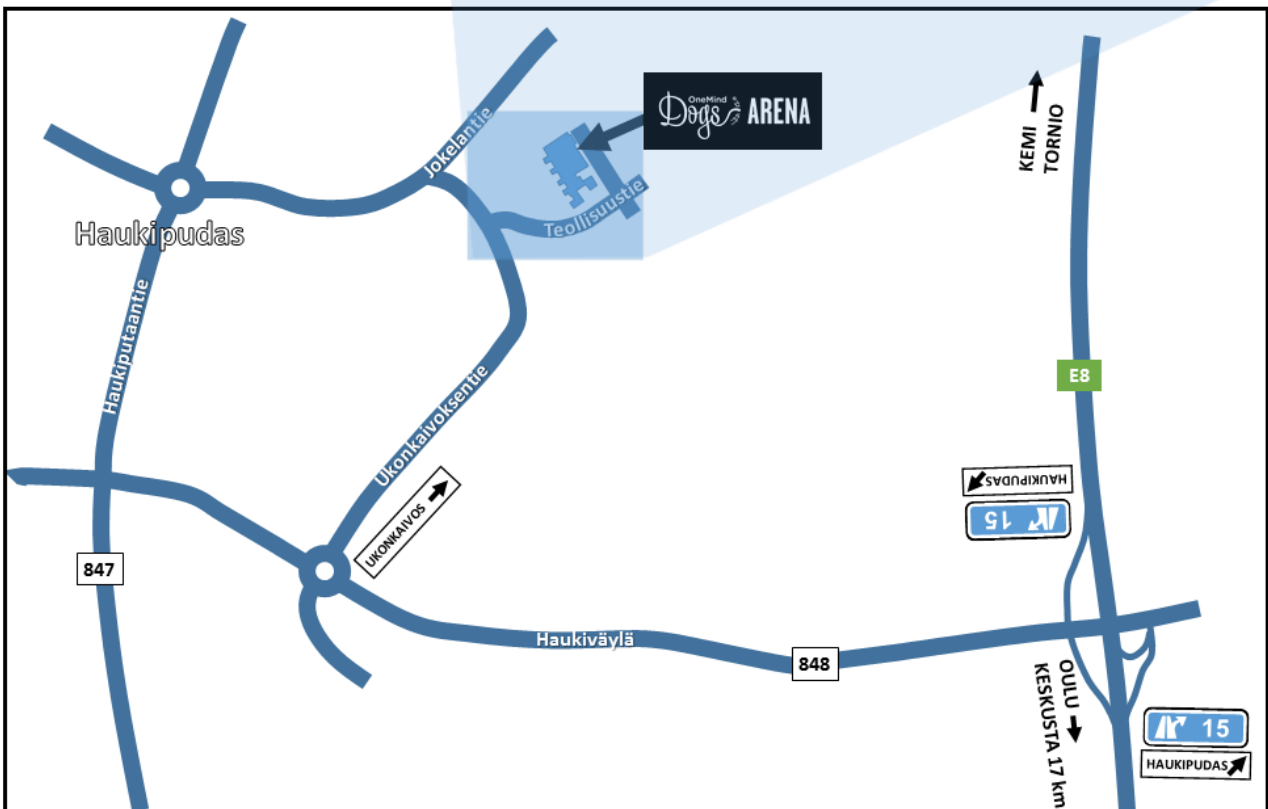 OneMind
Dogs ARENA
Jokelantie
Teollisuustie
Haukipudas
Haukiputaantie
Ukonkaivoksentie
UKONKAIVOS
847
Haukiväylä
848
KEMI
TORNIO
E8
HAUKIPUDAS
15
OULU
KESKUSTA 17 km
15
HAUKIPUDAS